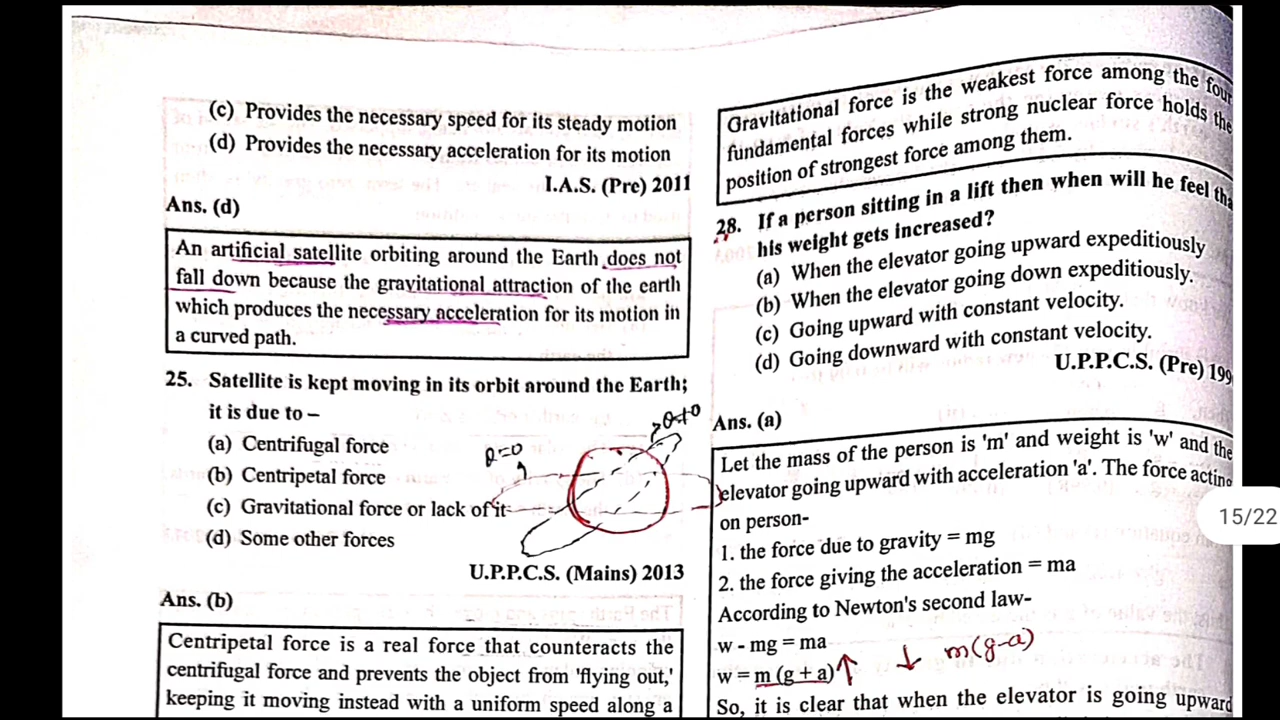 (c) Provides the necessary speed for its steady motion
(d) Provides the necessary acceleration for its motion
I.A.S. (Pre) 2011
Ans. (d)
An artificial satellite orbiting around the Earth does not
fall down because the gravitational attraction of the earth
which produces the necessary acceleration for its motion in
a curved path.
25. Satellite is kept moving in its orbit around the Earth;
it is due to –
(a) Centrifugal force
(b) Centripetal force
(c) Gravitational force or lack of it
(d) Some other forces
U.P.P.C.S. (Mains) 2013
Ans. (b)
Centripetal force is a real force that counteracts the
centrifugal force and prevents the object from 'flying out,'
keeping it moving instead with a uniform speed along a
Gravitational force is the weakest force among the four
fundamental forces while strong nuclear force holds the
position of strongest force among them.
28. If a person sitting in a lift then when will he feel tha
his weight gets increased?
(a) When the elevator going upward expeditiously
(b) When the elevator going down expeditiously.
(c) Going upward with constant velocity.
(d) Going downward with constant velocity.
U.P.P.C.S. (Pre) 199
Ans. (a)
Let the mass of the person is 'm' and weight is 'w' and the
elevator going upward with acceleration 'a'. The force acting
on person-
1. the force due to gravity = mg
2. the force giving the acceleration = ma
According to Newton's second law-
w - mg = ma
w = m (g + a) ↑ ↓ m(g-a)
So, it is clear that when the elevator is going upward
15/22